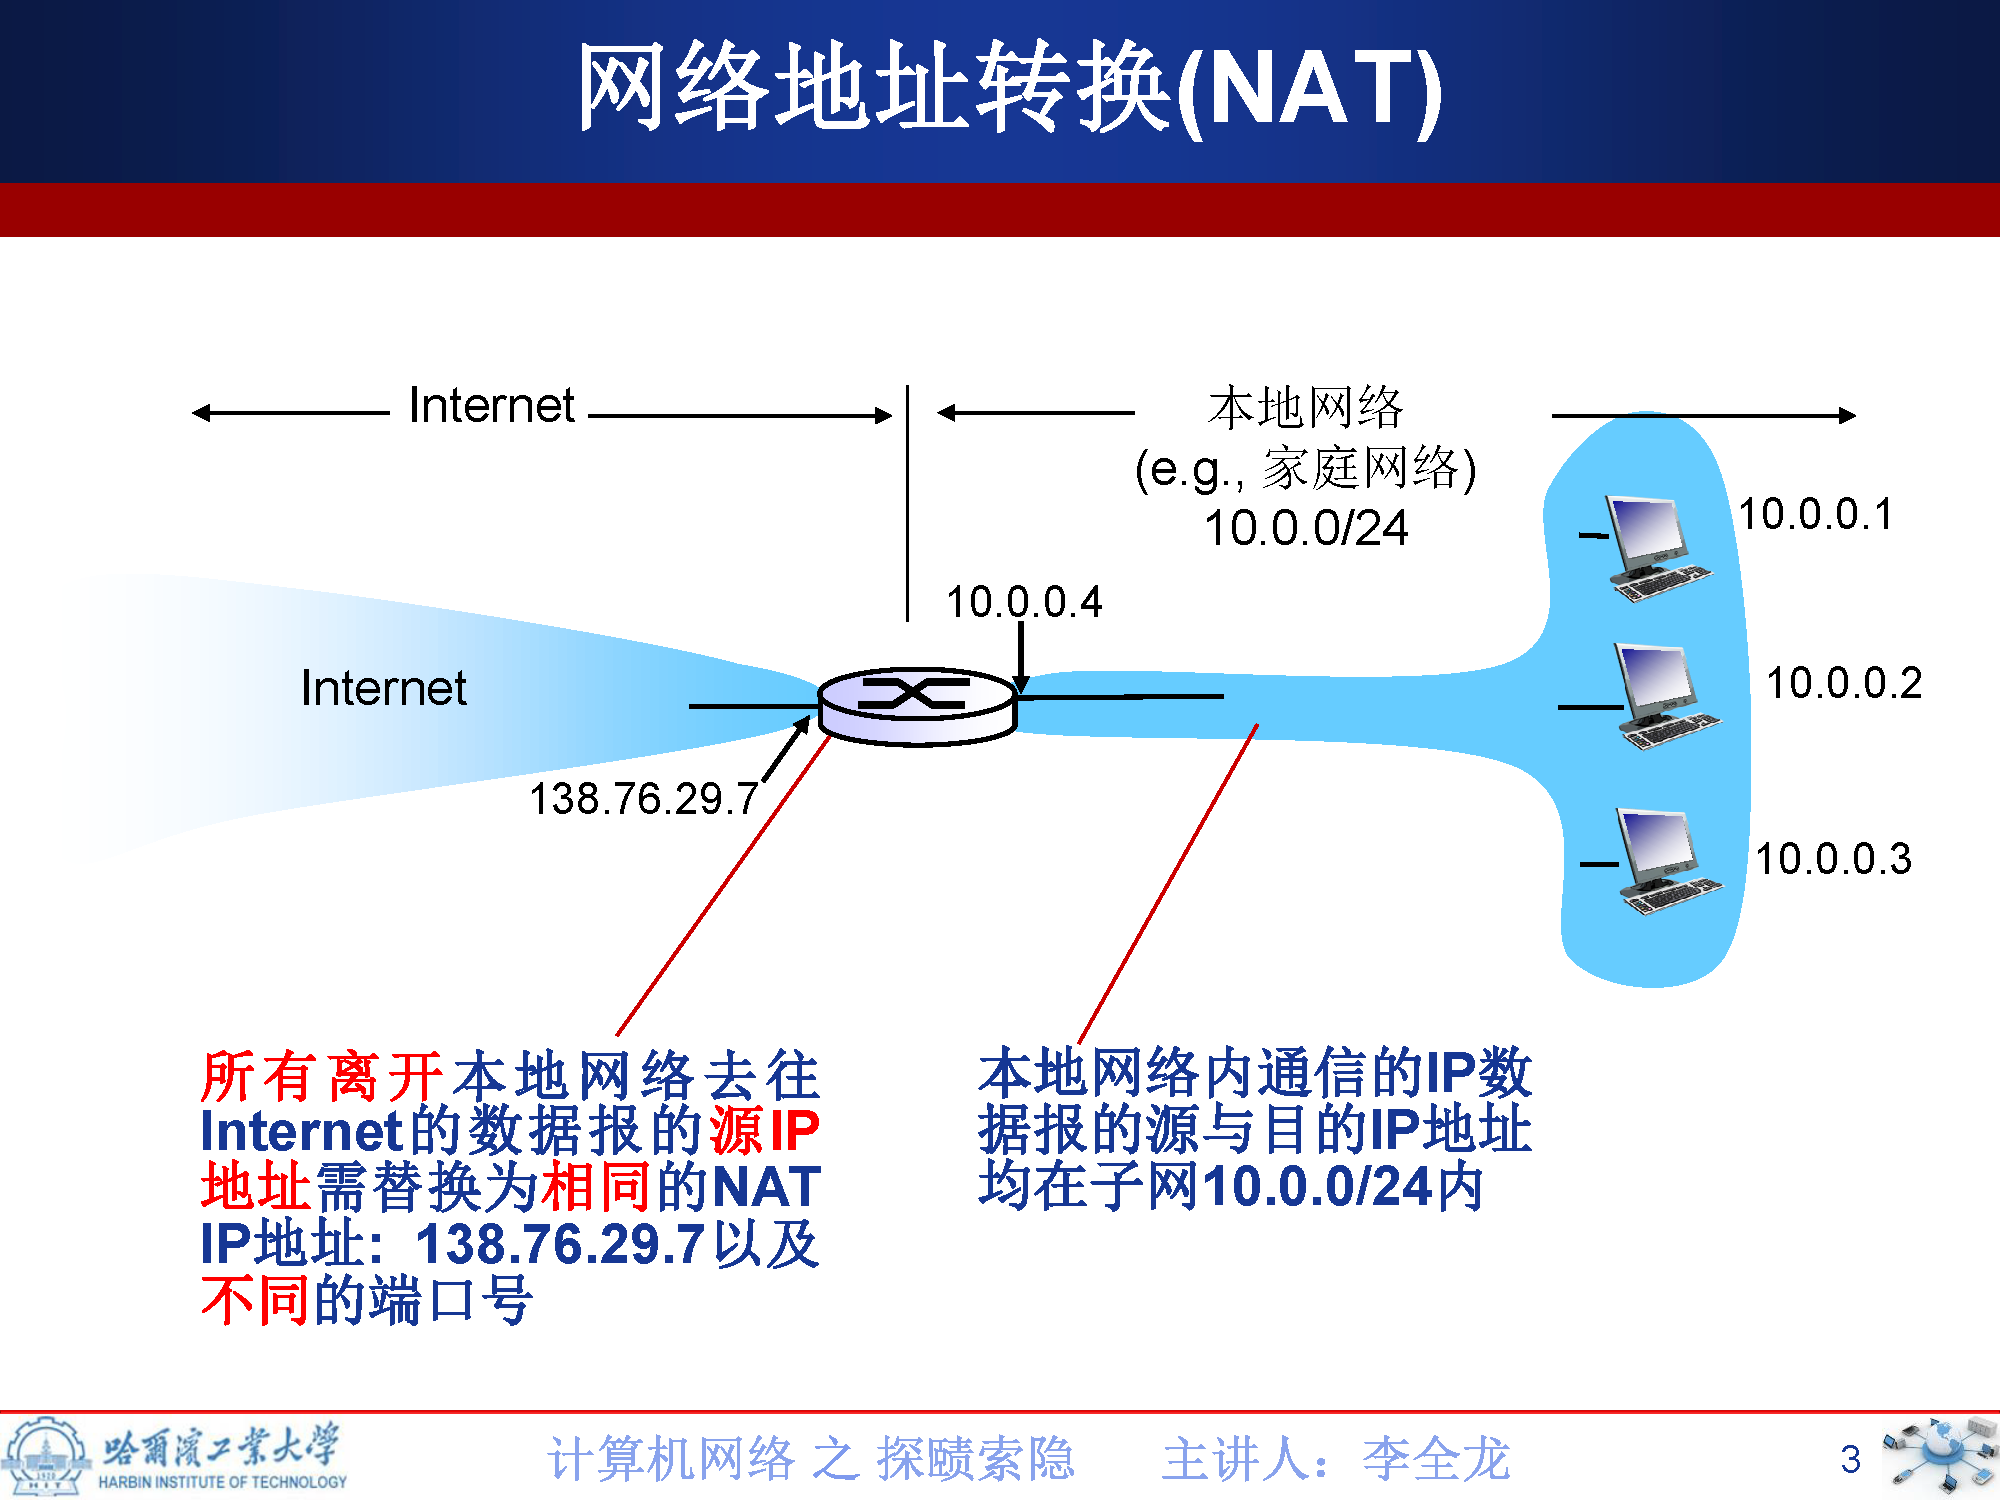 网络地址转换(NAT)
Internet
本地网络
(e.g., 家庭网络)
10.0.0/24
10.0.0.1
10.0.0.4
Internet
10.0.0.2
138.76.29.7
10.0.0.3
所有离开本地网络去往
Internet的数据报的源IP
地址需替换为相同的NAT
IP地址: 138.76.29.7以及
不同的端口号
本地网络内通信的IP数
据报的源与目的IP地址
均在子网10.0.0/24内
哈爾濱工業大學
HARBIN INSTITUTE OF TECHNOLOGY
计算机网络 之 探赜索隐 主讲人：李全龙
3